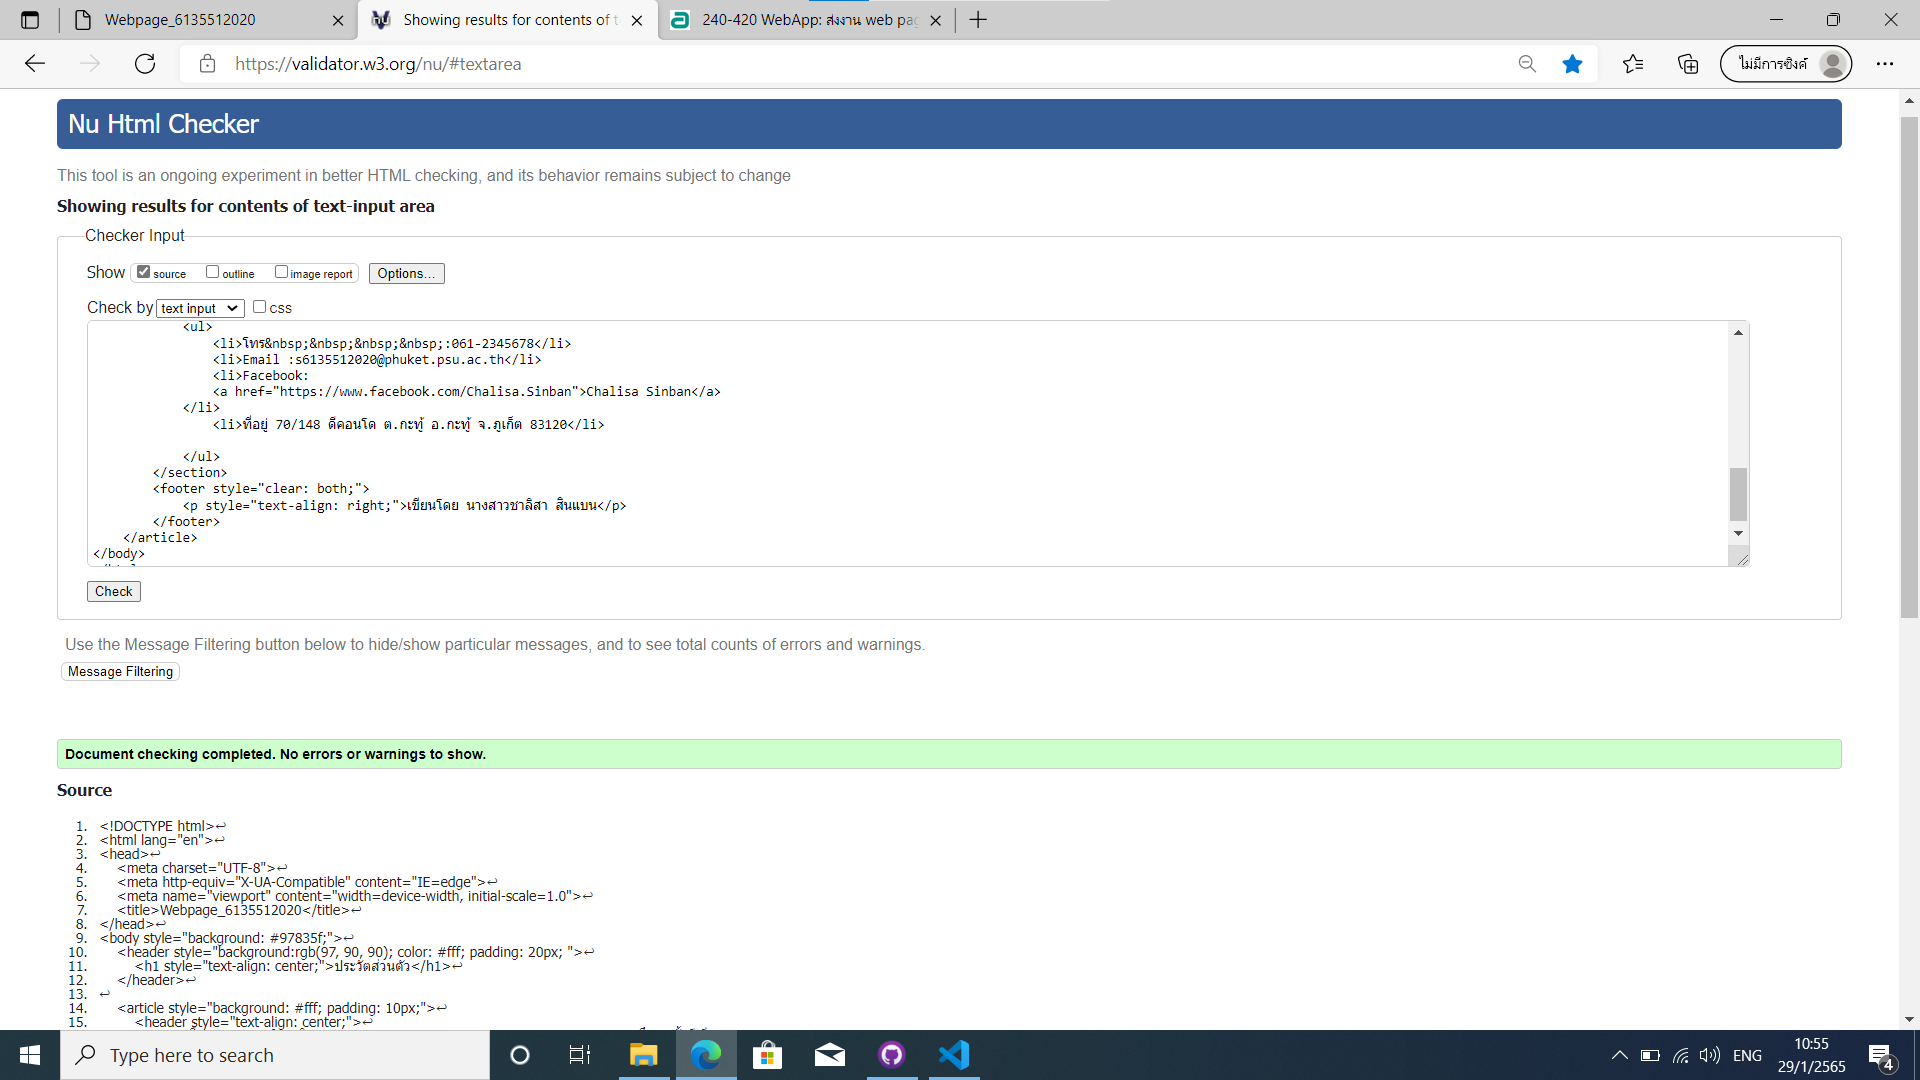 Webpage_6135512020
Showing results for contents of t
240-420 WebApp: ส่งงาน web pag
https://validator.w3.org/nu/#textarea
ไม่มีการซิงค์
Nu Html Checker
This tool is an ongoing experiment in better HTML checking, and its behavior remains subject to change
Showing results for contents of text-input area
Checker Input
Show source outline image report Options...
Check by text input css
<ul>
<li>โทร&nbsp;&nbsp;&nbsp;&nbsp;:061-2345678</li>
<li>Email :s6135512020@phuket.psu.ac.th</li>
<li>Facebook:
<a href="https://www.facebook.com/Chalisa.Sinban">Chalisa Sinban</a>
</li>
<li>ที่อยู่ 70/148 ดีคอนโด ต.กะทู้ อ.กะทู้ จ.ภูเก็ต 83120</li>
</ul>
</section>
<footer style="clear: both;">
<p style="text-align: right;">เขียนโดย นางสาวชาลิสา สินแบน</p>
</footer>
</article>
</body>
Check
Use the Message Filtering button below to hide/show particular messages, and to see total counts of errors and warnings.
Message Filtering
Document checking completed. No errors or warnings to show.
Source
1. <!DOCTYPE html>↩
2. <html lang="en">↩
3. <head>↩
4. <meta charset="UTF-8">↩
5. <meta http-equiv="X-UA-Compatible" content="IE=edge">↩
6. <meta name="viewport" content="width=device-width, initial-scale=1.0">↩
7. <title>Webpage_6135512020</title>↩
8. </head>↩
9. <body style="background: #97835f;">↩
10. <header style="background:rgb(97, 90, 90); color: #fff; padding: 20px; ">↩
11. <h1 style="text-align: center;">ประวัตส่วนตัว</h1>↩
12. </header>↩
13. ↩
14. <article style="background: #fff; padding: 10px;">↩
15. <header style="text-align: center;">↩
Type here to search
ENG
10:55
29/1/2565
4